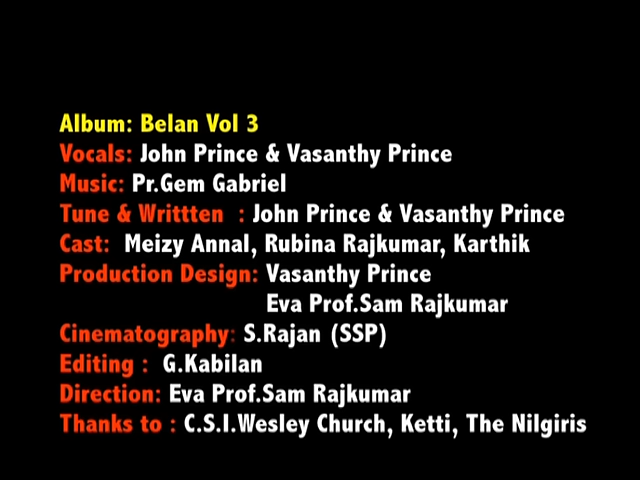 Album: Belan Vol 3
Vocals: John Prince & Vasanthy Prince
Music: Pr.Gem Gabriel
Tune & Writtten : John Prince & Vasanthy Prince
Cast: Meizy Annal, Rubina Rajkumar, Karthik
Production Design: Vasanthy Prince
Eva Prof.Sam Rajkumar
Cinematography: S.Rajan (SSP)
Editing : G.Kabilan
Direction: Eva Prof.Sam Rajkumar
Thanks to : C.S.I.Wesley Church, Ketti, The Nilgiris